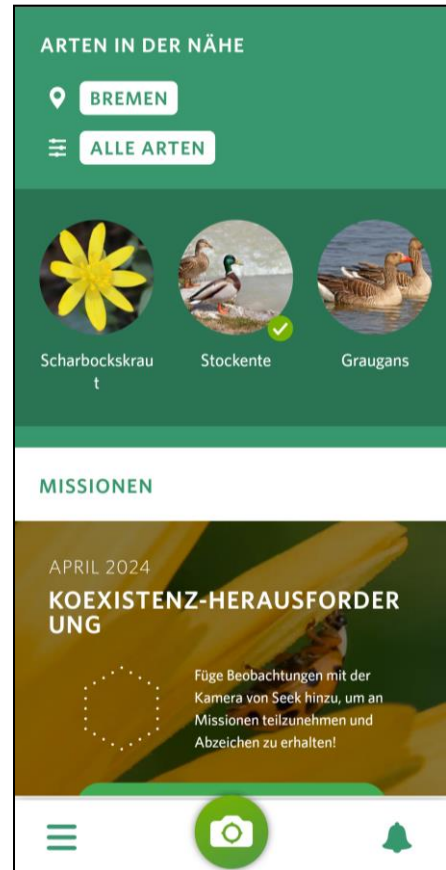 ARTEN IN DER NÄHE
BREMEN
ALLE ARTEN
Scharbockskrau
t
Stockente
Graugans
MISSIONEN
APRIL 2024
KOEXISTENZ-HERAUSFORDER
UNG
Füge Beobachtungen mit der
Kamera von Seek hinzu, um an
Missionen teilzunehmen und
Abzeichen zu erhalten!